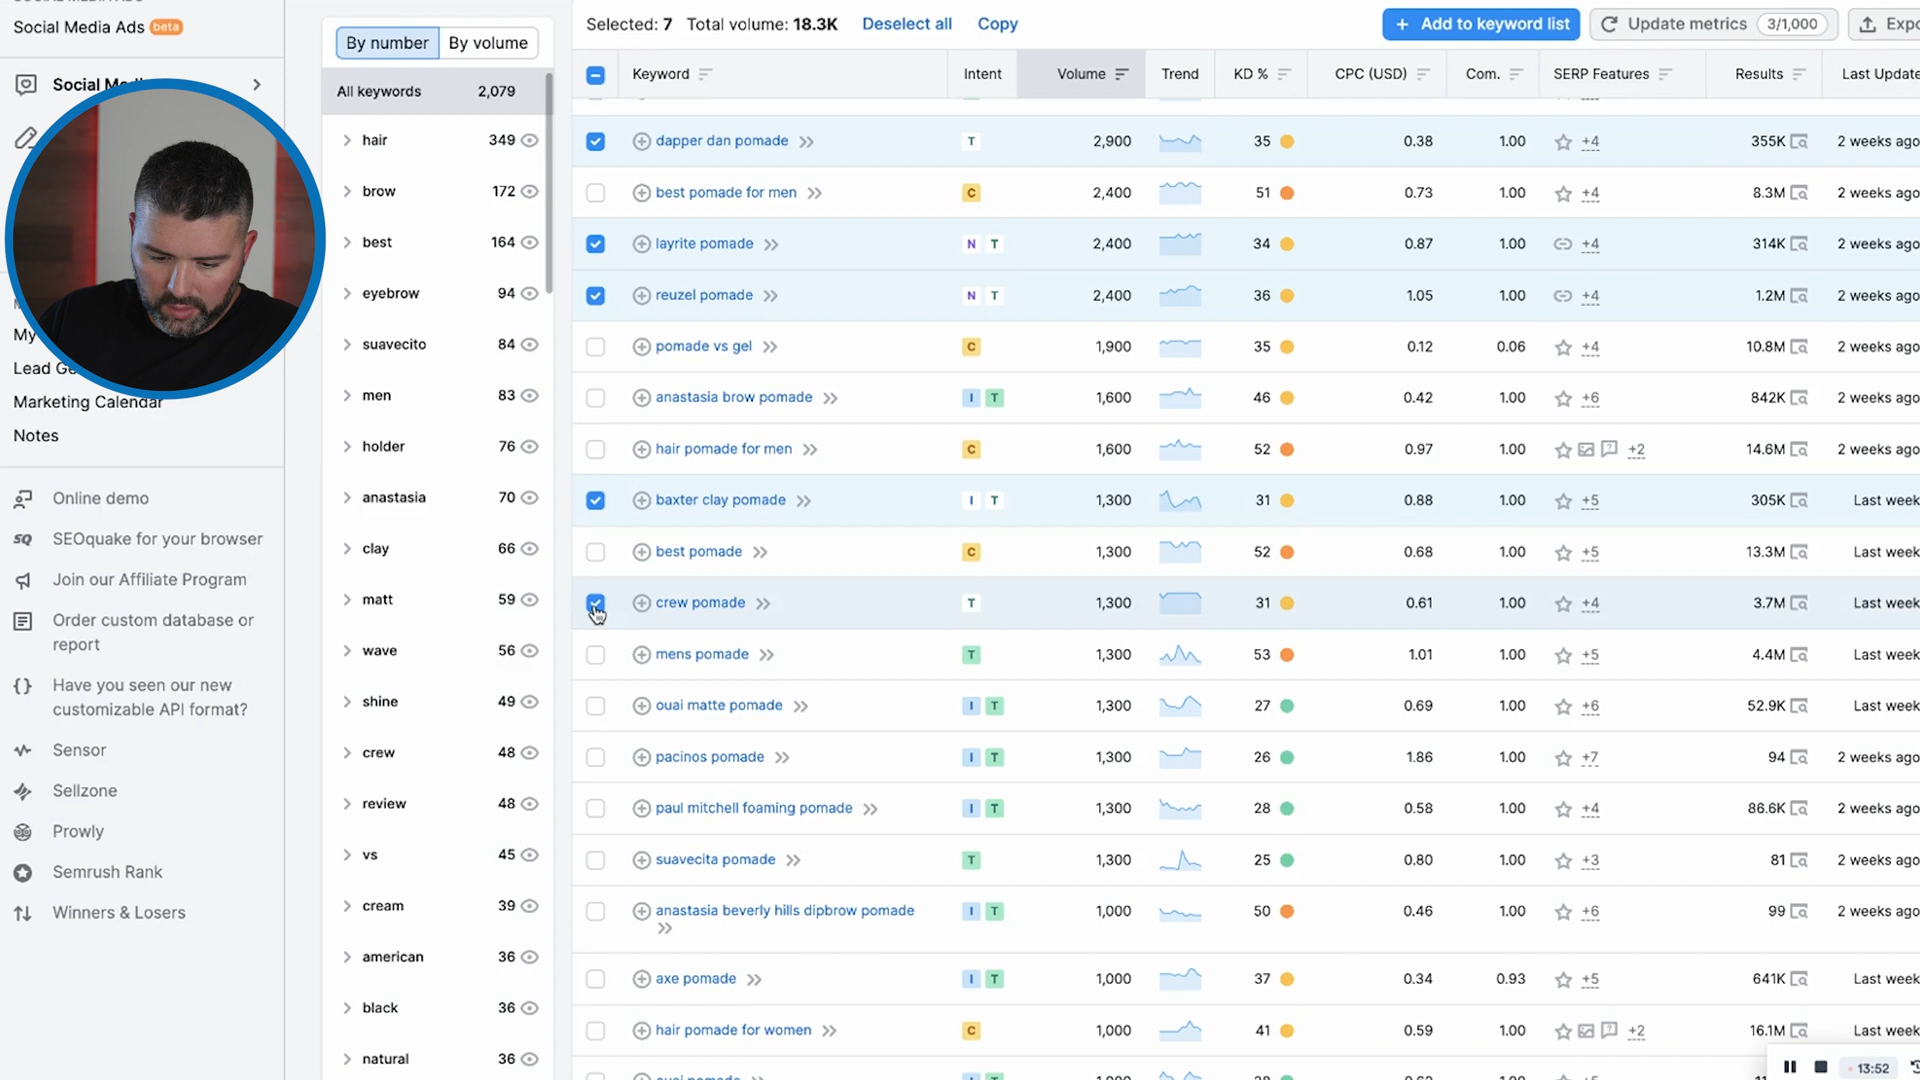 Social Media Ads beta
Social
My
Lead
Marketing Calendar
Notes
Online demo
SQ SEOquake for your browser
Join our Affiliate Program
Order custom database or
report
Have you seen our new
customizable API format?
Sensor
Sellzone
Prowly
Semrush Rank
Winners & Losers
By number By volume
All keywords 2,079
hair 349
brow 172
best 164
eyebrow 94
suavecito 84
men 83
holder 76
anastasia 70
clay 66
matt 59
wave 56
shine 49
crew 48
review 48
vs 45
cream 39
american 36
black 36
natural 36
Selected: 7 Total volume: 18.3K Deselect all Copy + Add to keyword list Update metrics 3/1,000 Expo
Keyword Intent Volume Trend KD % CPC (USD) Com. SERP Features Results Last Update
dapper dan pomade T 2,900 35 0.38 1.00 +4 355K 2 weeks ago
best pomade for men C 2,400 51 0.73 1.00 +4 8.3M 2 weeks ago
layrite pomade N T 2,400 34 0.87 1.00 +4 314K 2 weeks ago
reuzel pomade N T 2,400 36 1.05 1.00 +4 1.2M 2 weeks ago
pomade vs gel C 1,900 35 0.12 0.06 +4 10.8M 2 weeks ago
anastasia brow pomade I T 1,600 46 0.42 1.00 +6 842K 2 weeks ago
hair pomade for men C 1,600 52 0.97 1.00 +2 14.6M 2 weeks ago
baxter clay pomade I T 1,300 31 0.88 1.00 +5 305K Last week
best pomade C 1,300 52 0.68 1.00 +5 13.3M Last week
crew pomade T 1,300 31 0.61 1.00 +4 3.7M Last week
mens pomade T 1,300 53 1.01 1.00 +5 4.4M Last week
ouai matte pomade I T 1,300 27 0.69 1.00 +6 52.9K Last week
pacinos pomade I T 1,300 26 1.86 1.00 +7 94 2 weeks ago
paul mitchell foaming pomade I T 1,300 28 0.58 1.00 +4 86.6K 2 weeks ago
suavecita pomade T 1,300 25 0.80 1.00 +3 81 2 weeks ago
anastasia beverly hills dipbrow pomade I T 1,000 50 0.46 1.00 +6 99 2 weeks ago
axe pomade I T 1,000 37 0.34 0.93 +5 641K Last week
hair pomade for women C 1,000 41 0.59 1.00 +2 16.1M Last week
13:52